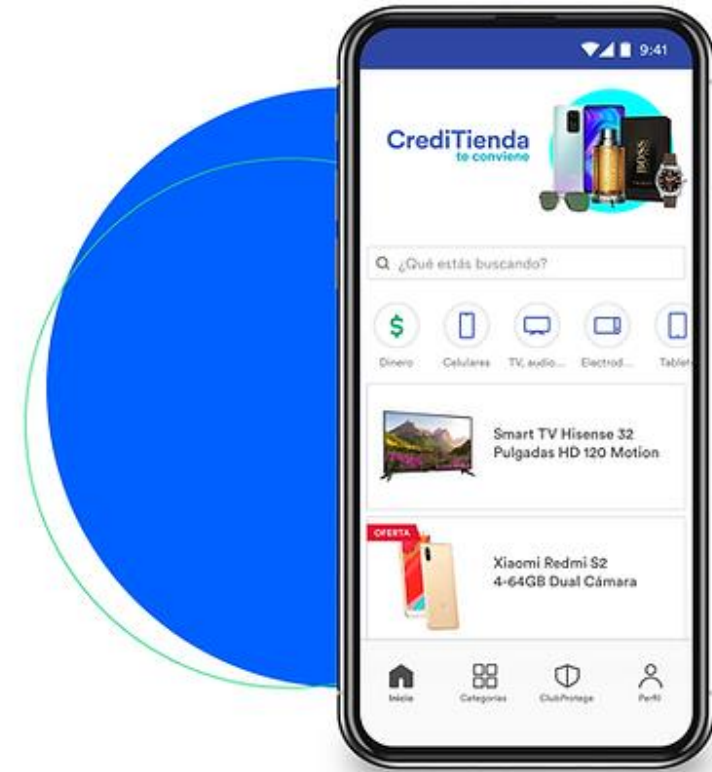 9:41
CrediTienda
te conviene
BOSS
¿Qué estás buscando?
Dinero
Celulares
TV, audio...
Electrod...
Tablet
Smart TV Hisense 32
Pulgadas HD 120 Motion
OFERTA
Xiaomi Redmi S2
4-64GB Dual Cámara
Inicio
Categorías
ClubProtege
Perfil